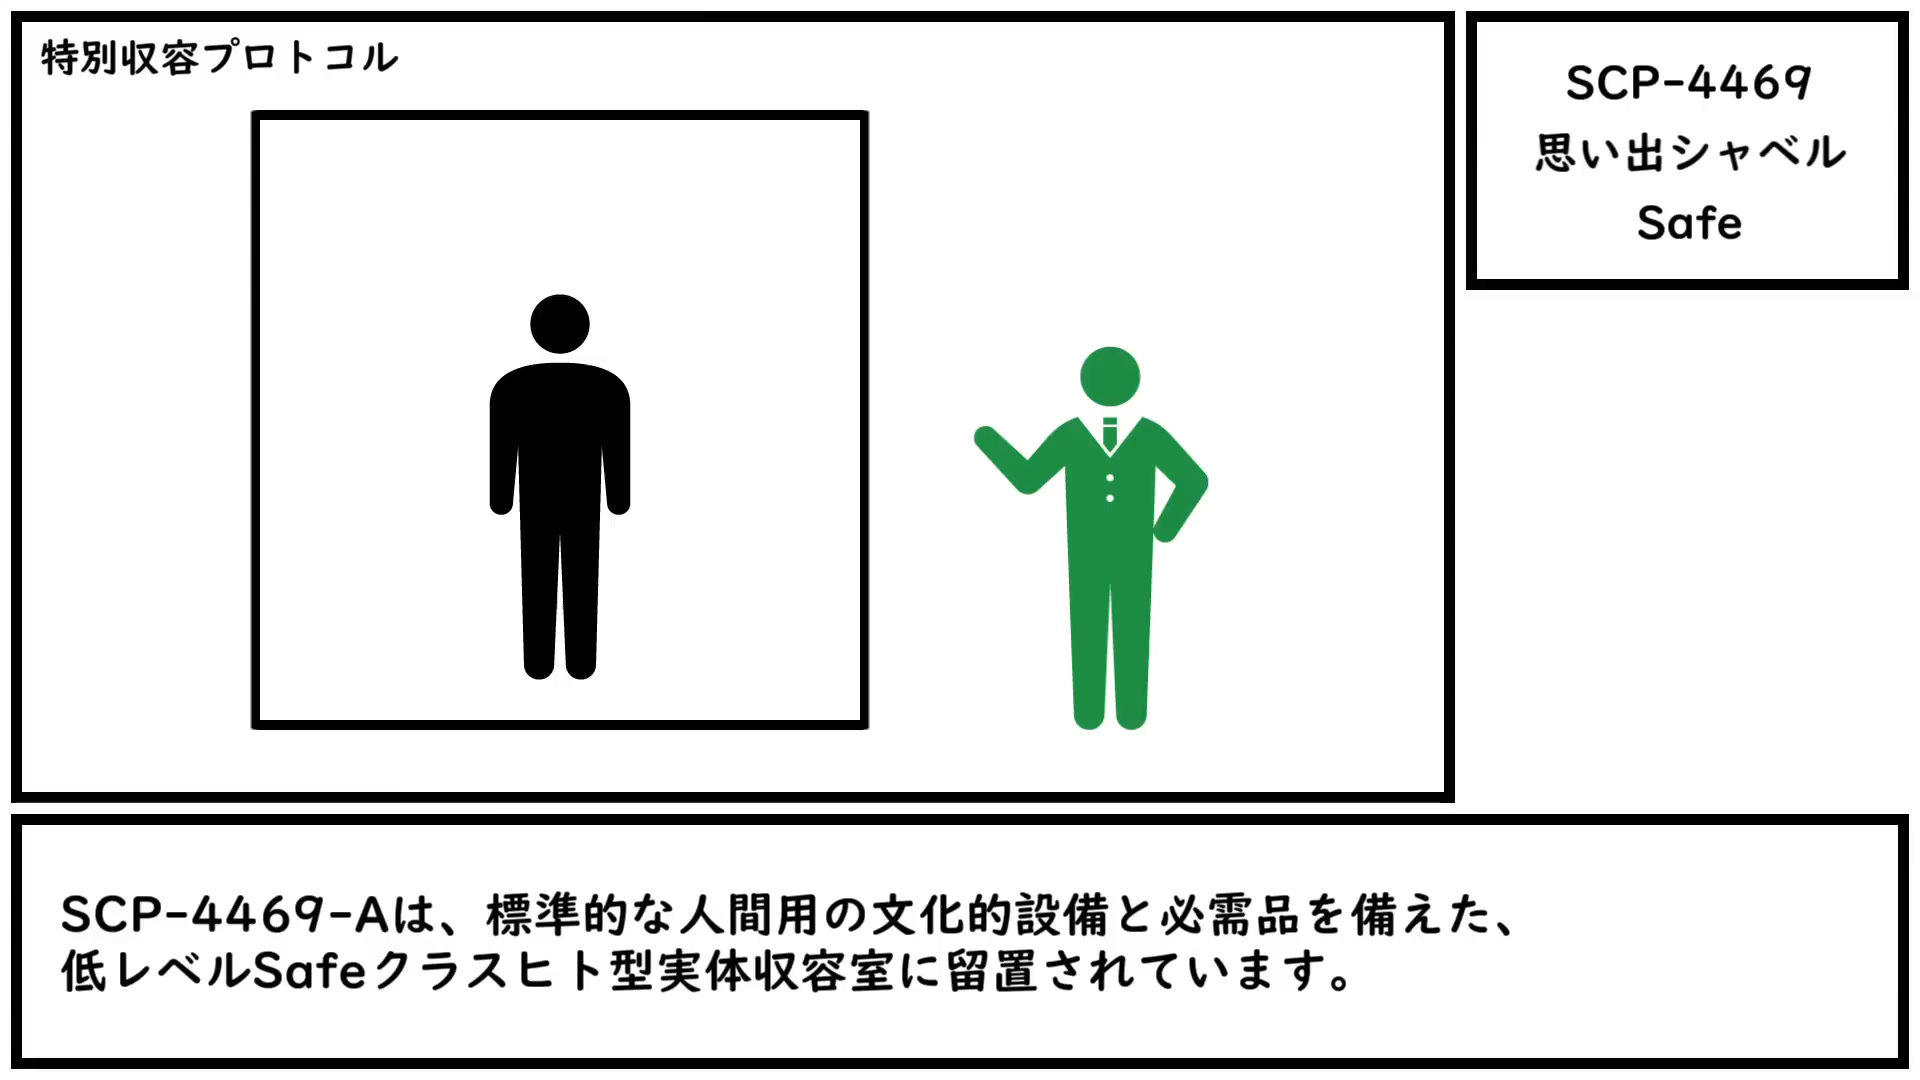 特別収容プロトコル
SCP-4469
思い出シャベル
Safe
SCP-4469-Aは、標準的な人間用の文化的設備と必需品を備えた、
低レベルSafeクラスヒト型実体収容室に留置されています。